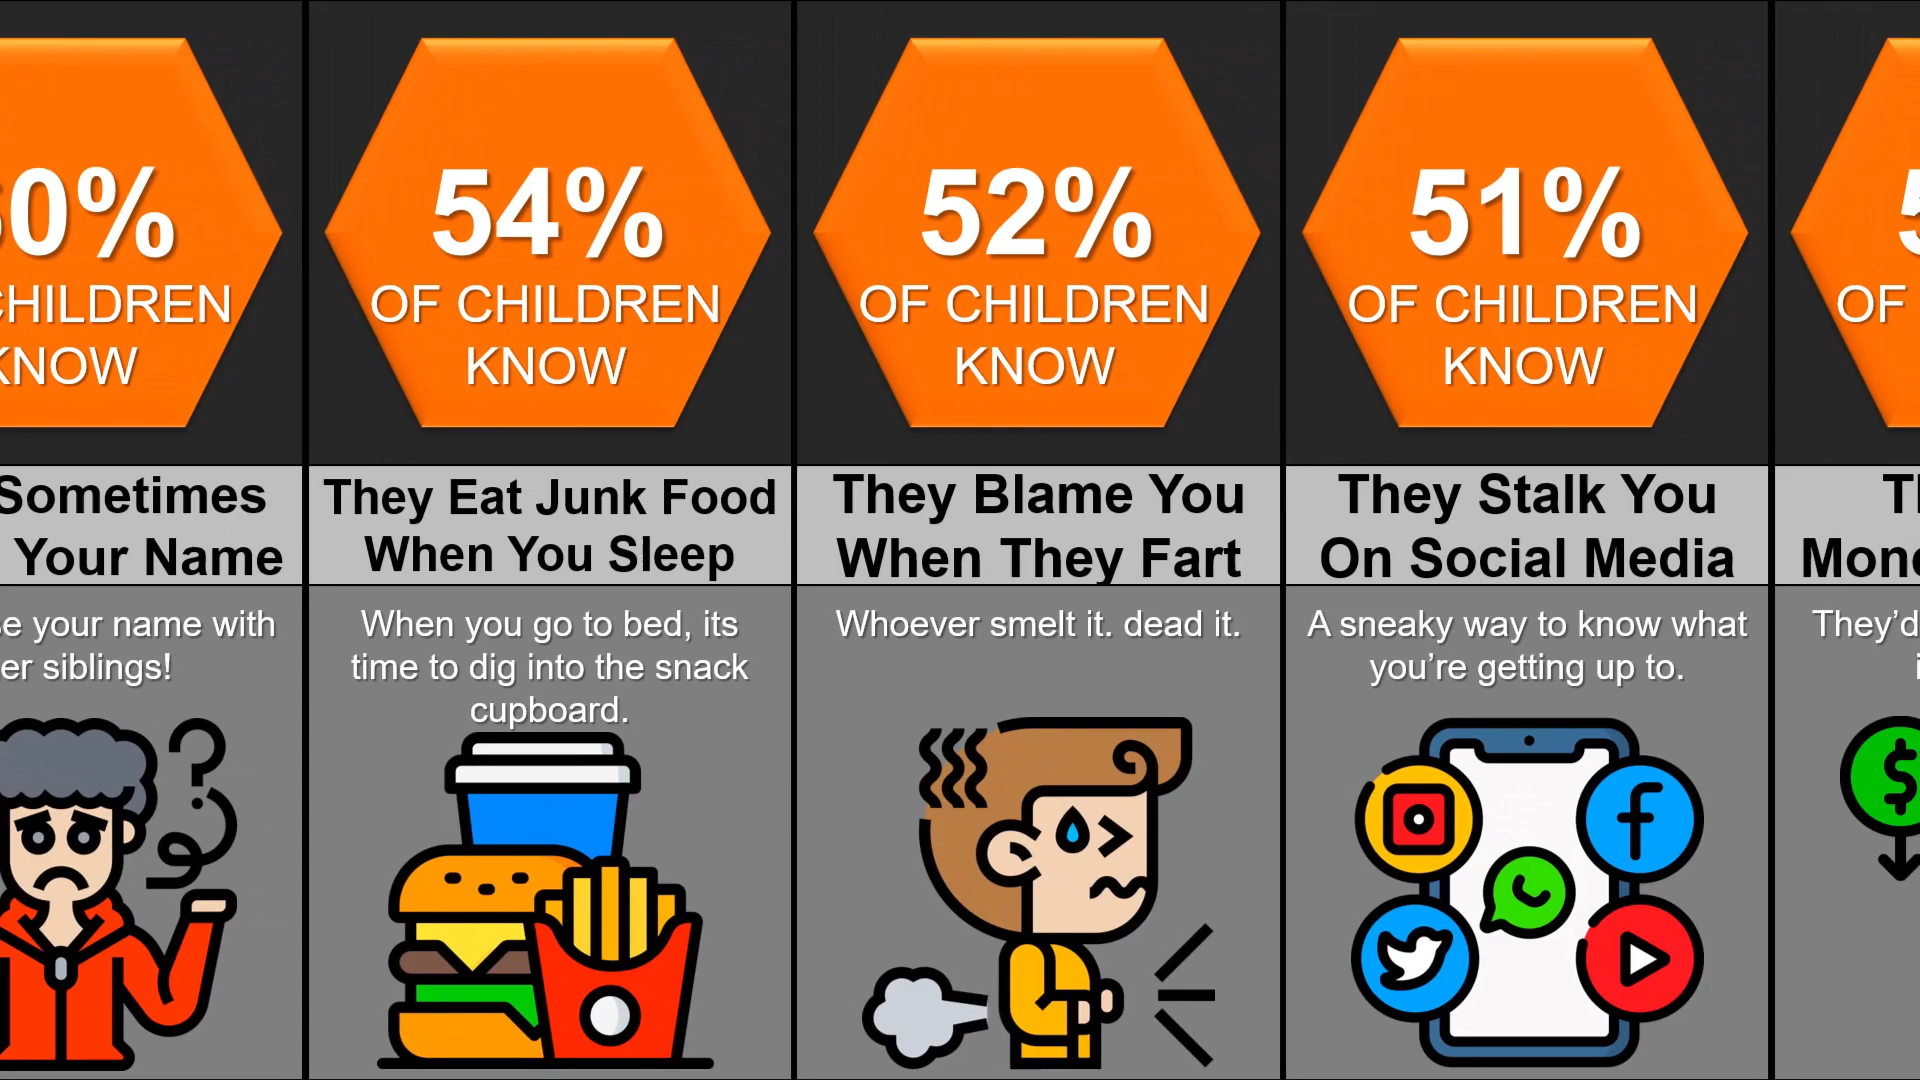 0%
CHILDREN
KNOW
Sometimes
Your Name
your name with
siblings!
54%
OF CHILDREN
KNOW
They Eat Junk Food
When You Sleep
When you go to bed, its
time to dig into the snack
cupboard.
52%
OF CHILDREN
KNOW
They Blame You
When They Fart
Whoever smelt it. dead it.
51%
OF CHILDREN
KNOW
They Stalk You
On Social Media
A sneaky way to know what
you’re getting up to.
5
OF
They’d